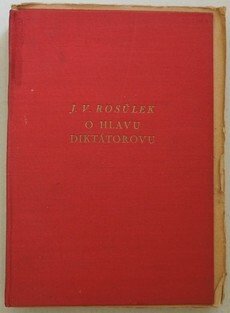 J. V. ROSŮLEK
O HLAVU
DIKTÁTOROVU